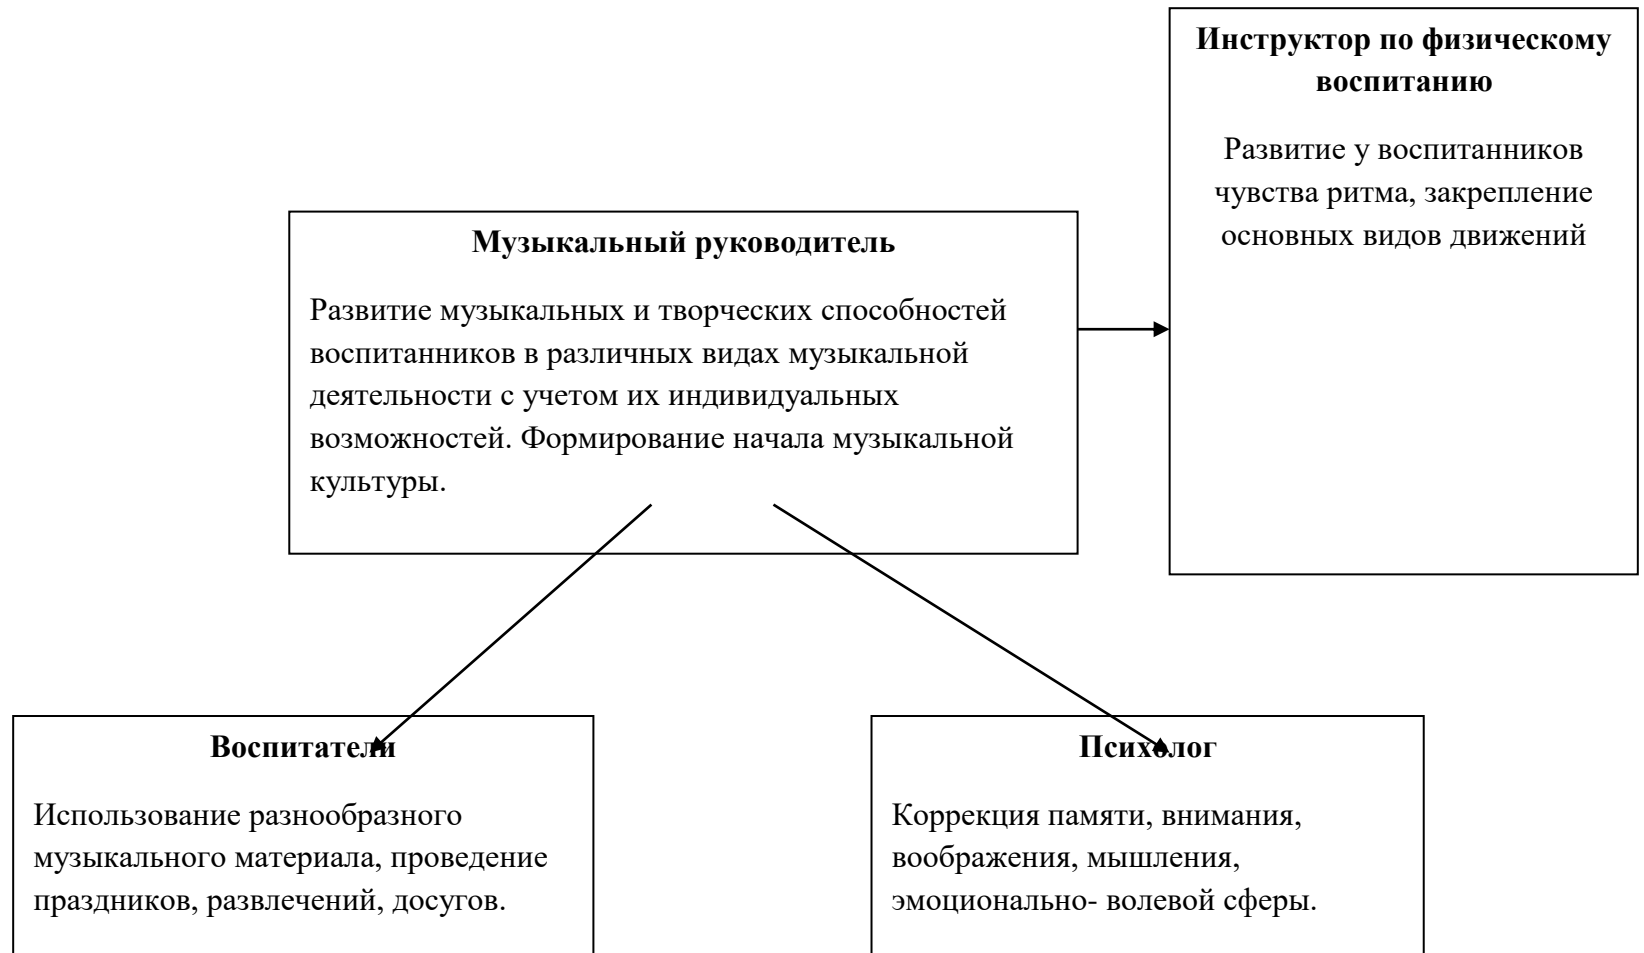 Инструктор по физическому
воспитанию
Развитие у воспитанников
чувства ритма, закрепление
основных видов движений
Музыкальный руководитель
Развитие музыкальных и творческих способностей
воспитанников в различных видах музыкальной
деятельности с учетом их индивидуальных
возможностей. Формирование начала музыкальной
культуры.
Воспитатели
Использование разнообразного
музыкального материала, проведение
праздников, развлечений, досугов.
Психолог
Коррекция памяти, внимания,
воображения, мышления,
эмоционально- волевой сферы.